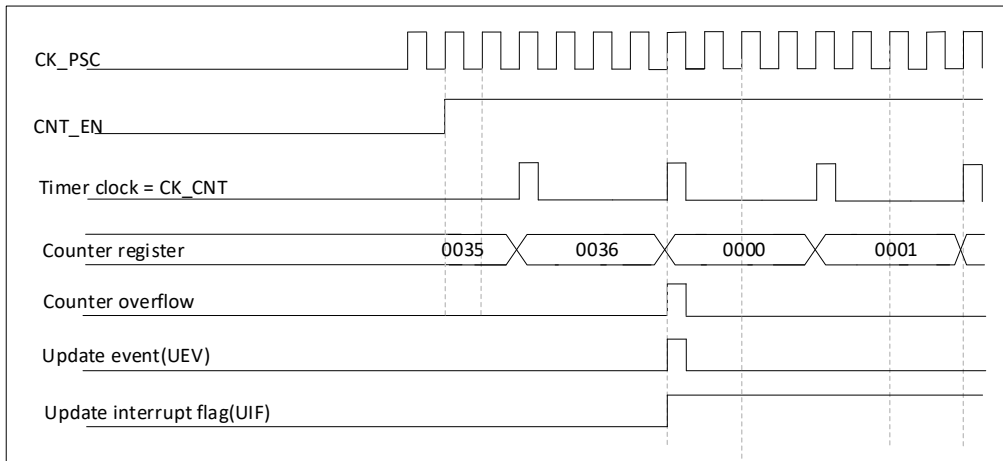 CK_PSC
CNT_EN
Timer clock = CK_CNT
Counter register 0035 0036 0000 0001
Counter overflow
Update event(UEV)
Update interrupt flag(UIF)